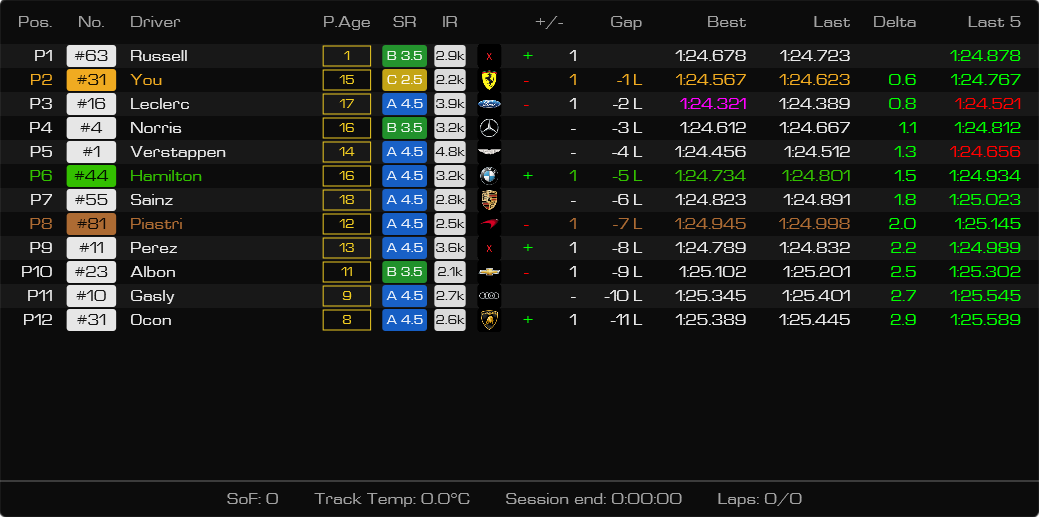 Pos. No. Driver P.Age SR IR +/- Gap Best Last Delta Last 5
P1 #63 Russell 1 B 3.5 2.9k x + 1 1:24.678 1:24.723 1:24.878
P2 #31 You 15 C 2.5 2.2k - 1 -1 L 1:24.567 1:24.623 0.6 1:24.767
P3 #16 Leclerc 17 A 4.5 3.9k - 1 -2 L 1:24.321 1:24.389 0.8 1:24.521
P4 #4 Norris 16 B 3.5 3.2k - -3 L 1:24.612 1:24.667 1.1 1:24.812
P5 #1 Verstappen 14 A 4.5 4.8k - -4 L 1:24.456 1:24.512 1.3 1:24.656
P6 #44 Hamilton 16 A 4.5 3.2k + 1 -5 L 1:24.734 1:24.801 1.5 1:24.934
P7 #55 Sainz 18 A 4.5 2.8k - -6 L 1:24.823 1:24.891 1.8 1:25.023
P8 #81 Piastri 12 A 4.5 2.5k - 1 -7 L 1:24.945 1:24.998 2.0 1:25.145
P9 #11 Perez 13 A 4.5 3.6k x + 1 -8 L 1:24.789 1:24.832 2.2 1:24.989
P10 #23 Albon 11 B 3.5 2.1k - 1 -9 L 1:25.102 1:25.201 2.5 1:25.302
P11 #10 Gasly 9 A 4.5 2.7k - -10 L 1:25.345 1:25.401 2.7 1:25.545
P12 #31 Ocon 8 A 4.5 2.6k + 1 -11 L 1:25.389 1:25.445 2.9 1:25.589
SoF: 0 Track Temp: 0.0°C Session end: 0:00:00 Laps: 0/0